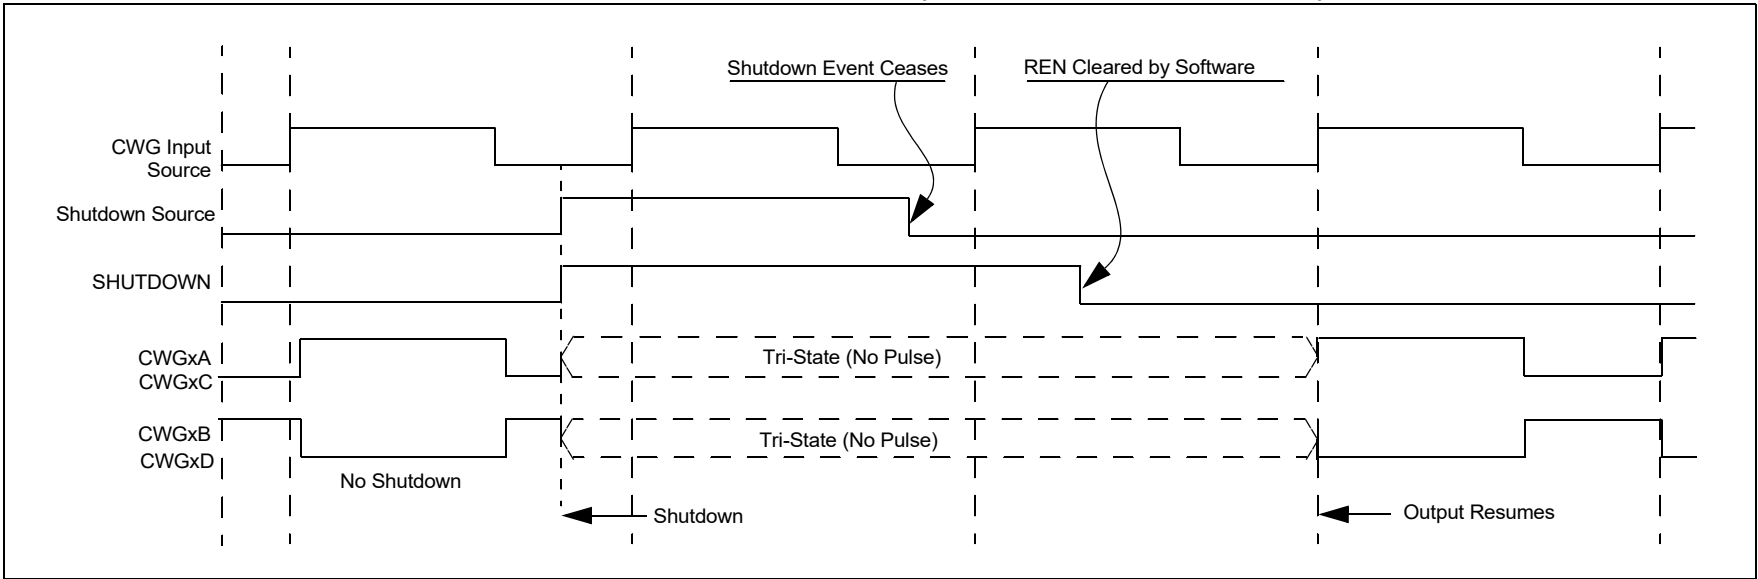 Shutdown Event Ceases
REN Cleared by Software
CWG Input
Source
Shutdown Source
SHUTDOWN
CWGxA
CWGxC
Tri-State (No Pulse)
CWGxB
CWGxD
Tri-State (No Pulse)
No Shutdown
Shutdown
Output Resumes